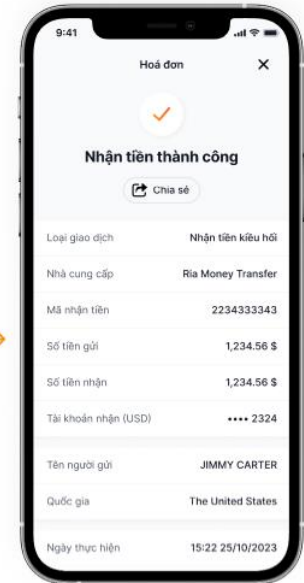 9:41
Hoá đơn
Nhận tiền thành công
Chia sẻ
Loại giao dịch Nhận tiền kiều hối
Nhà cung cấp Ria Money Transfer
Mã nhận tiền 2234333343
Số tiền gửi 1,234.56 $
Số tiền nhận 1,234.56 $
Tài khoản nhận (USD) •••• 2324
Tên người gửi JIMMY CARTER
Quốc gia The United States
Ngày thực hiện 15:22 25/10/2023